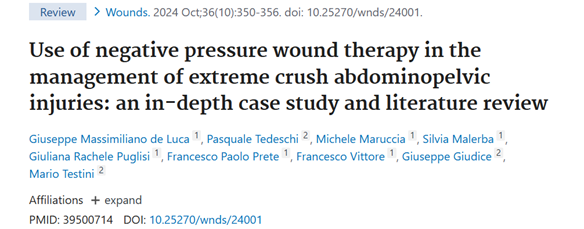 Review > Wounds. 2024 Oct;36(10):350-356. doi: 10.25270/wnds/24001.
Use of negative pressure wound therapy in the
management of extreme crush abdominopelvic
injuries: an in-depth case study and literature review
Giuseppe Massimiliano de Luca 1, Pasquale Tedeschi 2, Michele Maruccia 1, Silvia Malerba 1,
Giuliana Rachele Puglisi 1, Francesco Paolo Prete 1, Francesco Vittore 1, Giuseppe Giudice 2,
Mario Testini 2
Affiliations + expand
PMID: 39500714 DOI: 10.25270/wnds/24001